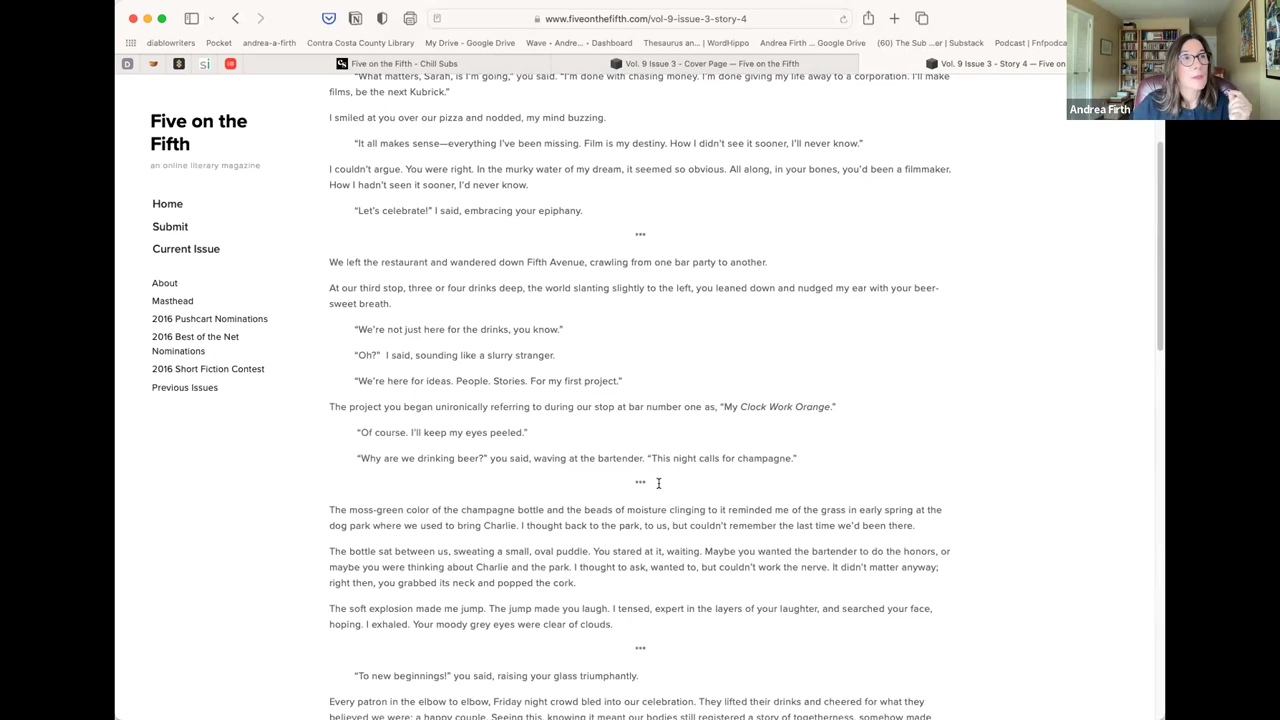 www.fiveonthefifth.com/vol-9-issue-3-story-4
diablowriters Pocket andrea-a-firth Contra Costa County Library My Drive - Google Drive Wave - Andre... • Dashboard Thesaurus an... | WordHippo Andrea Firth ... Google Drive (60) The Sub ...er | Substack Podcast | Fnfpodca
Five on the Fifth - Chill Subs Vol. 9 Issue 3 - Cover Page — Five on the Fifth Vol. 9 Issue 3 - Story 4 — Five on
Andrea Firth
Five on the
Fifth
an online literary magazine
Home
Submit
Current Issue
About
Masthead
2016 Pushcart Nominations
2016 Best of the Net
Nominations
2016 Short Fiction Contest
Previous Issues
"What matters, Sarah, is I'm going," you said. "I'm done with chasing money. I'm done giving my life away to a corporation. I'll make
films, be the next Kubrick."
I smiled at you over our pizza and nodded, my mind buzzing.
"It all makes sense—everything I've been missing. Film is my destiny. How I didn't see it sooner, I'll never know."
I couldn't argue. You were right. In the murky water of my dream, it seemed so obvious. All along, in your bones, you'd been a filmmaker.
How I hadn't seen it sooner, I'd never know.
"Let's celebrate!" I said, embracing your epiphany.
***
We left the restaurant and wandered down Fifth Avenue, crawling from one bar party to another.
At our third stop, three or four drinks deep, the world slanting slightly to the left, you leaned down and nudged my ear with your beer-
sweet breath.
"We're not just here for the drinks, you know."
"Oh?" I said, sounding like a slurry stranger.
"We're here for ideas. People. Stories. For my first project."
The project you began unironically referring to during our stop at bar number one as, "My Clock Work Orange."
"Of course. I'll keep my eyes peeled."
"Why are we drinking beer?" you said, waving at the bartender. "This night calls for champagne."
***
The moss-green color of the champagne bottle and the beads of moisture clinging to it reminded me of the grass in early spring at the
dog park where we used to bring Charlie. I thought back to the park, to us, but couldn't remember the last time we'd been there.
The bottle sat between us, sweating a small, oval puddle. You stared at it, waiting. Maybe you wanted the bartender to do the honors, or
maybe you were thinking about Charlie and the park. I thought to ask, wanted to, but couldn't work the nerve. It didn't matter anyway;
right then, you grabbed its neck and popped the cork.
The soft explosion made me jump. The jump made you laugh. I tensed, expert in the layers of your laughter, and searched your face,
hoping. I exhaled. Your moody grey eyes were clear of clouds.
***
"To new beginnings!" you said, raising your glass triumphantly.
Every patron in the elbow to elbow, Friday night crowd bled into our celebration. They lifted their drinks and cheered for what they
believed we were: a happy couple. Seeing this, knowing it meant our bodies still registered a story of togetherness, somehow made